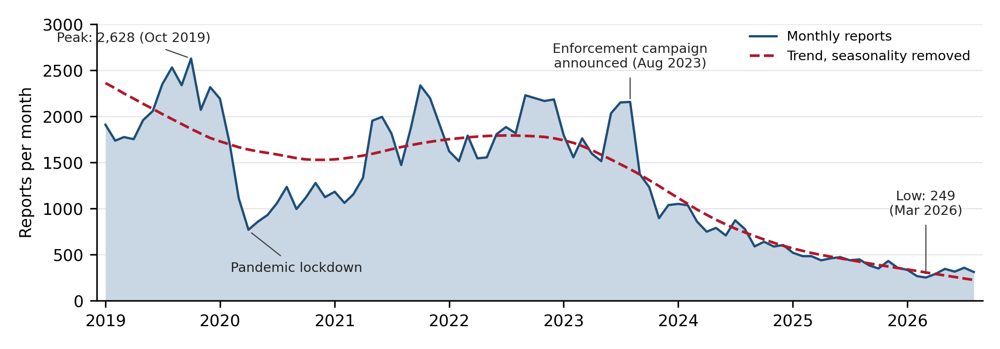 3000
2500
2000
1500
1000
500
0
Reports per month
Peak: 2,628 (Oct 2019)
Enforcement campaign
announced (Aug 2023)
Monthly reports
Trend, seasonality removed
Low: 249
(Mar 2026)
Pandemic lockdown
2019
2020
2021
2022
2023
2024
2025
2026